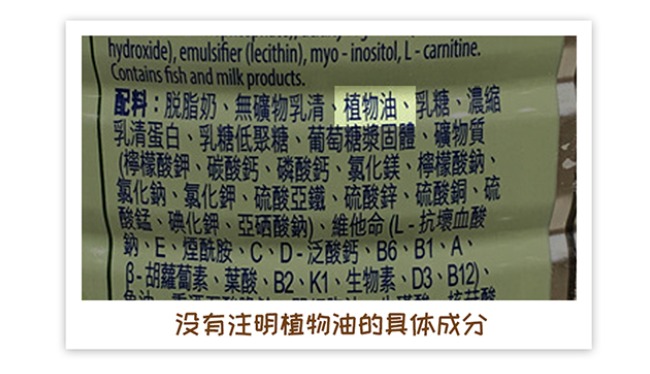 hydroxide), emulsifier (lecithin), myo - inositol, L - carnitine.
Contains fish and milk products.
配料：脱脂奶、無礦物乳清、植物油、乳糖、濃縮
乳清蛋白、乳糖低聚糖、葡萄糖漿固體、礦物質
(檸檬酸鉀、碳酸鈣、磷酸鈣、氯化鎂、檸檬酸鈉、
氯化鈉、氯化鉀、硫酸亞鐵、硫酸鋅、硫酸銅、硫
酸錳、碘化鉀、亞硒酸鈉)、維他命 (L - 抗壞血酸
鈉、E、煙酰胺、C、D - 泛酸鈣、B6、B1、A、
β- 胡蘿蔔素、葉酸、B2、K1、生物素、D3、B12)、
没有注明植物油的具体成分